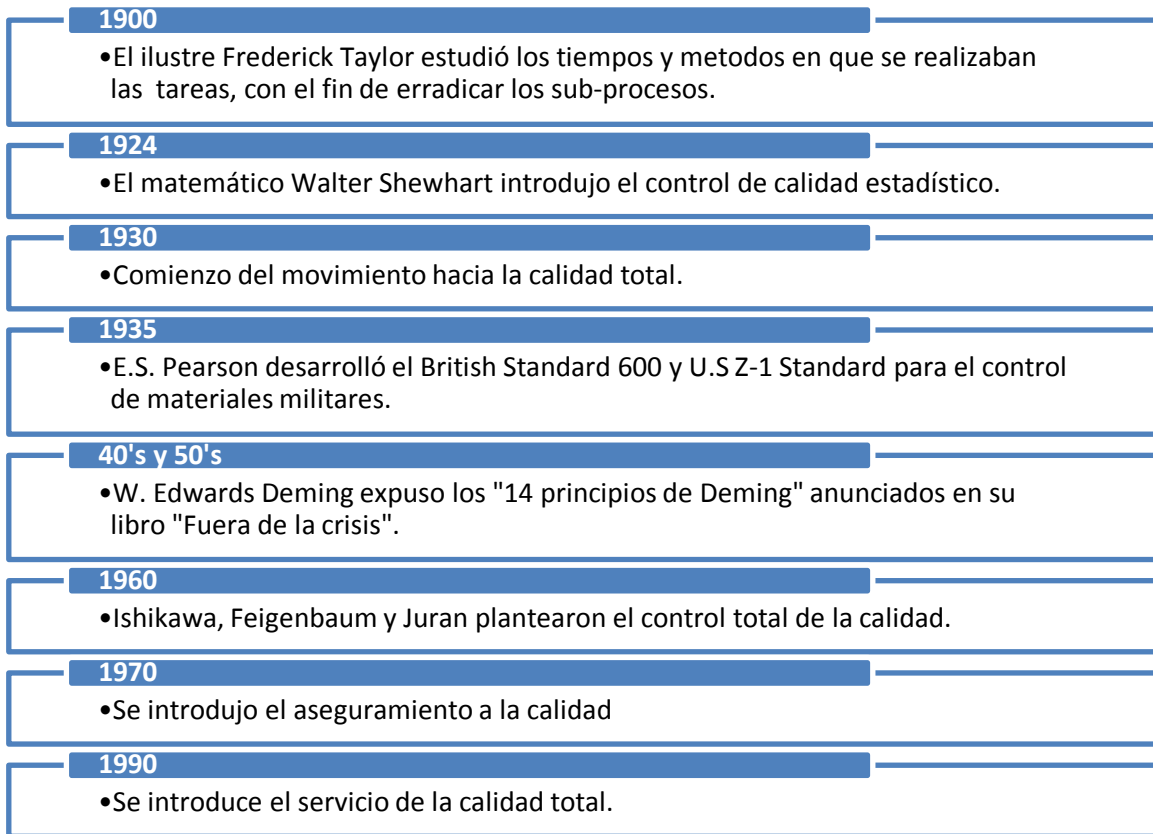 1900
•El ilustre Frederick Taylor estudió los tiempos y metodos en que se realizaban
las tareas, con el fin de erradicar los sub-procesos.
1924
•El matemático Walter Shewhart introdujo el control de calidad estadístico.
1930
•Comienzo del movimiento hacia la calidad total.
1935
•E.S. Pearson desarrolló el British Standard 600 y U.S Z-1 Standard para el control
de materiales militares.
40's y 50's
•W. Edwards Deming expuso los "14 principios de Deming" anunciados en su
libro "Fuera de la crisis".
1960
•Ishikawa, Feigenbaum y Juran plantearon el control total de la calidad.
1970
•Se introdujo el aseguramiento a la calidad
1990
•Se introduce el servicio de la calidad total.